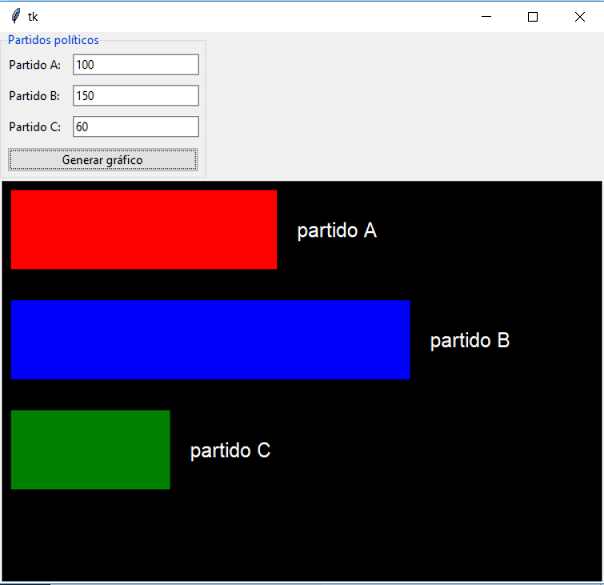 tk
Partidos políticos
Partido A: 100
Partido B: 150
Partido C: 60
Generar gráfico
partido A
partido B
partido C